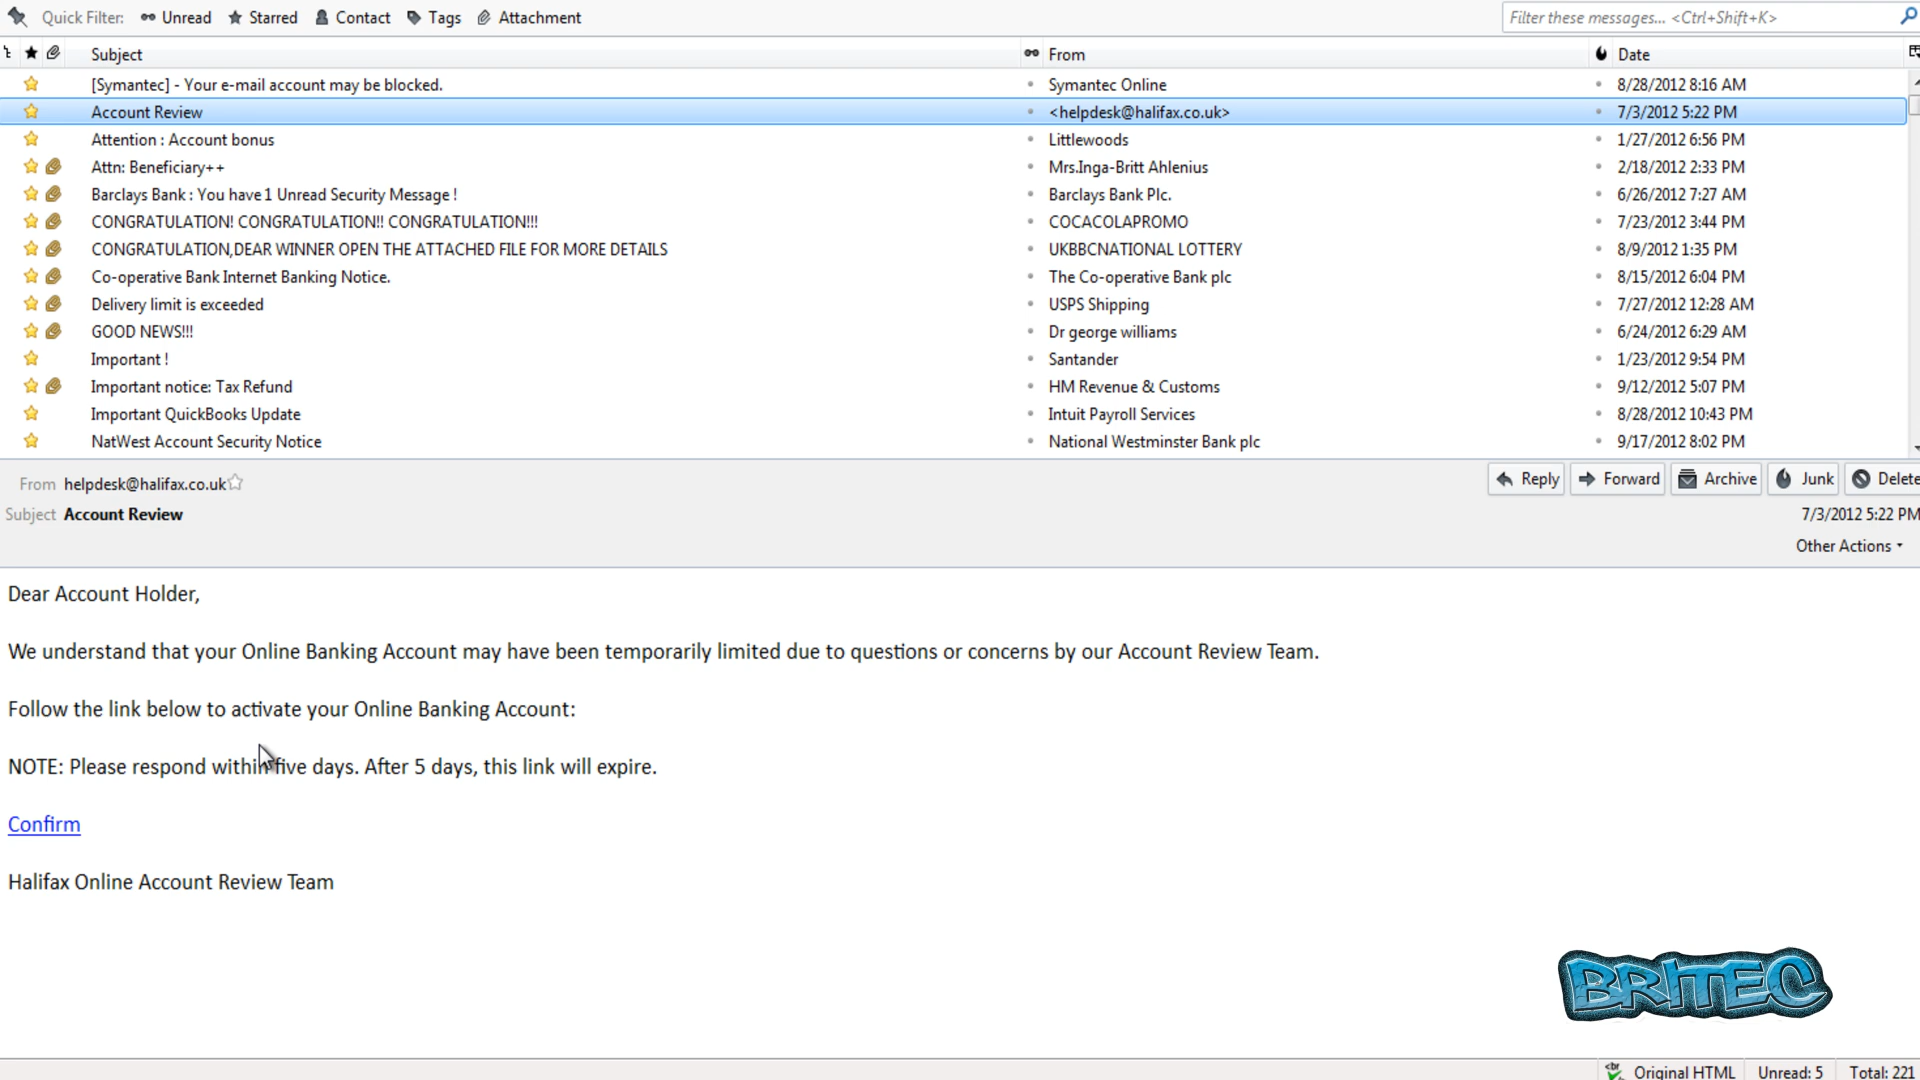 Quick Filter: Unread Starred Contact Tags Attachment Filter these messages... <Ctrl+Shift+K>
Subject From Date
[Symantec] - Your e-mail account may be blocked. Symantec Online 8/28/2012 8:16 AM
Account Review <helpdesk@halifax.co.uk> 7/3/2012 5:22 PM
Attention : Account bonus Littlewoods 1/27/2012 6:56 PM
Attn: Beneficiary++ Mrs.Inga-Britt Ahlenius 2/18/2012 2:33 PM
Barclays Bank : You have 1 Unread Security Message ! Barclays Bank Plc. 6/26/2012 7:27 AM
CONGRATULATION! CONGRATULATION!! CONGRATULATION!!! COCACOLAPROMO 7/23/2012 3:44 PM
CONGRATULATION,DEAR WINNER OPEN THE ATTACHED FILE FOR MORE DETAILS UKBBCNATIONAL LOTTERY 8/9/2012 1:35 PM
Co-operative Bank Internet Banking Notice. The Co-operative Bank plc 8/15/2012 6:04 PM
Delivery limit is exceeded USPS Shipping 7/27/2012 12:28 AM
GOOD NEWS!!! Dr george williams 6/24/2012 6:29 AM
Important ! Santander 1/23/2012 9:54 PM
Important notice: Tax Refund HM Revenue & Customs 9/12/2012 5:07 PM
Important QuickBooks Update Intuit Payroll Services 8/28/2012 10:43 PM
NatWest Account Security Notice National Westminster Bank plc 9/17/2012 8:02 PM
From helpdesk@halifax.co.uk Reply Forward Archive Junk Delete
Subject Account Review 7/3/2012 5:22 PM
Other Actions
Dear Account Holder,
We understand that your Online Banking Account may have been temporarily limited due to questions or concerns by our Account Review Team.
Follow the link below to activate your Online Banking Account:
NOTE: Please respond within five days. After 5 days, this link will expire.
Confirm
Halifax Online Account Review Team
BRITEC
Original HTML Unread: 5 Total: 221